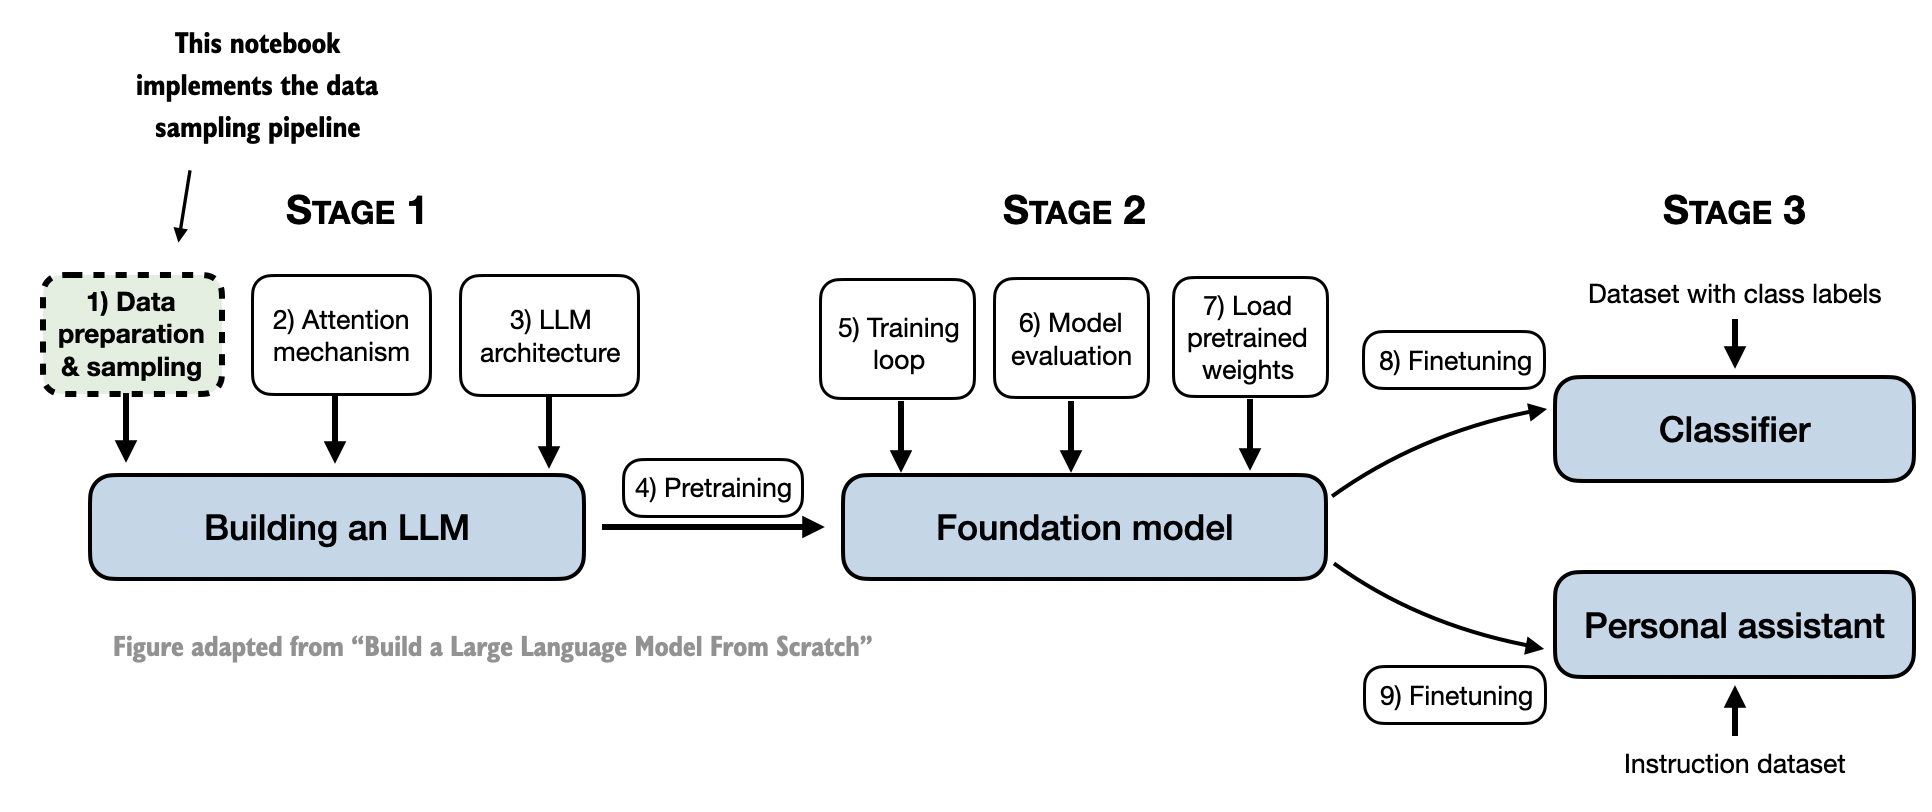 This notebook
implements the data
sampling pipeline
STAGE 1
STAGE 2
STAGE 3
1) Data
preparation
& sampling
2) Attention
mechanism
3) LLM
architecture
4) Pretraining
Building an LLM
5) Training
loop
6) Model
evaluation
7) Load
pretrained
weights
Foundation model
8) Finetuning
Dataset with class labels
Classifier
Personal assistant
9) Finetuning
Instruction dataset
Figure adapted from “Build a Large Language Model From Scratch”